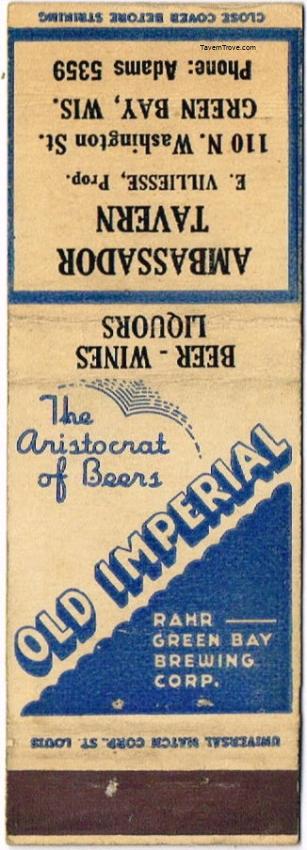 CLOSE COVER BEFORE STRIKING
TavernTrove.com
AMBASSADOR
TAVERN
E. VILLIESSE, Prop.
110 N. Washington St.
GREEN BAY, WIS.
Phone: Adams 5359
BEER - WINES
LIQUORS
The
Aristocrat
of Beers
OLD IMPERIAL
RAHR
GREEN BAY
BREWING
CORP.
UNIVERSAL MATCH CORP. ST. LOUIS